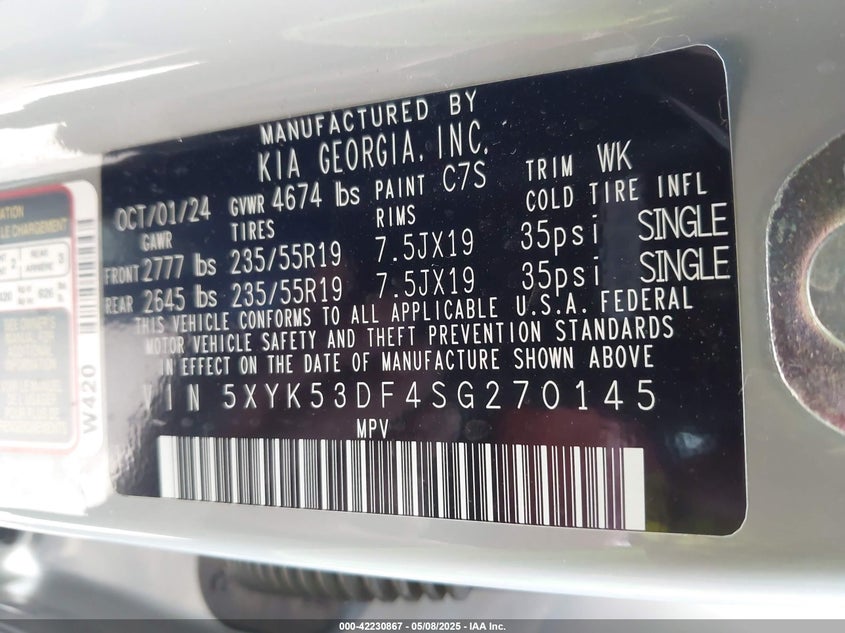 MANUFACTURED BY
KIA GEORGIA, INC.
OCT/01/24 GVWR 4674 lbs PAINT C7S TRIM WK
GAWR TIRES RIMS COLD TIRE INFL
FRONT 2777 lbs 235/55R19 7.5JX19 35psi SINGLE
REAR 2645 lbs 235/55R19 7.5JX19 35psi SINGLE
THIS VEHICLE CONFORMS TO ALL APPLICABLE U.S.A. FEDERAL
MOTOR VEHICLE SAFETY AND THEFT PREVENTION STANDARDS
IN EFFECT ON THE DATE OF MANUFACTURE SHOWN ABOVE
VIN 5XYK53DF4SG270145
MPV
W420
000-42230867 - 05/08/2025 - IAA Inc.